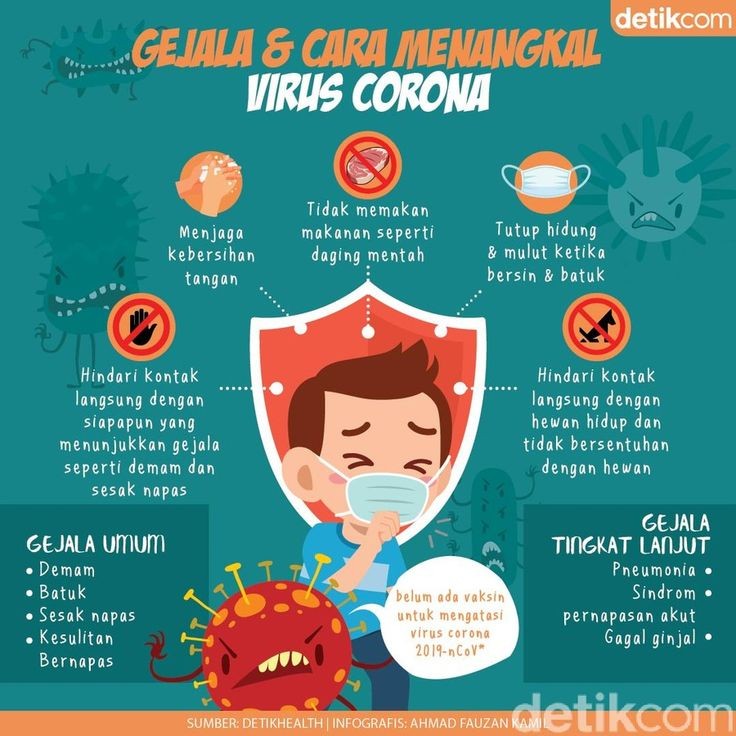 detikcom
GEJALA & CARA MENANGKAL
VIRUS CORONA
Menjaga
kebersihan
tangan
Tidak memakan
makanan seperti
daging mentah
Tutup hidung
& mulut ketika
bersin & batuk
Hindari kontak
langsung dengan
siapapun yang
menunjukkan gejala
seperti demam dan
sesak napas
Hindari kontak
langsung dengan
hewan hidup dan
tidak bersentuhan
dengan hewan
GEJALA UMUM
• Demam
• Batuk
• Sesak napas
• Kesulitan
Bernapas
belum ada vaksin
untuk mengatasi
virus corona
2019-nCoV*
GEJALA
TINGKAT LANJUT
Pneumonia •
Sindrom •
pernapasan akut
Gagal ginjal •
SUMBER: DETIKHEALTH | INFOGRAFIS: AHMAD FAUZAN KAMIL
detikcom